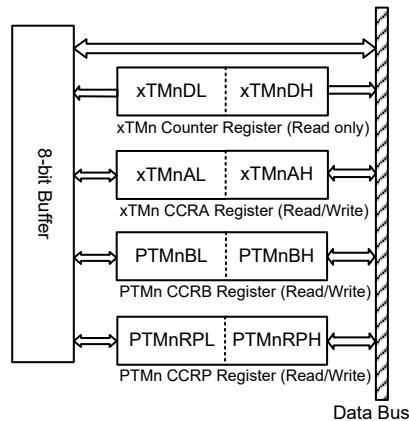 8-bit Buffer
xTMnDL xTMnDH
xTMn Counter Register (Read only)
xTMnAL xTMnAH
xTMn CCRA Register (Read/Write)
PTMnBL PTMnBH
PTMn CCRB Register (Read/Write)
PTMnRPL PTMnRPH
PTMn CCRP Register (Read/Write)
Data Bus